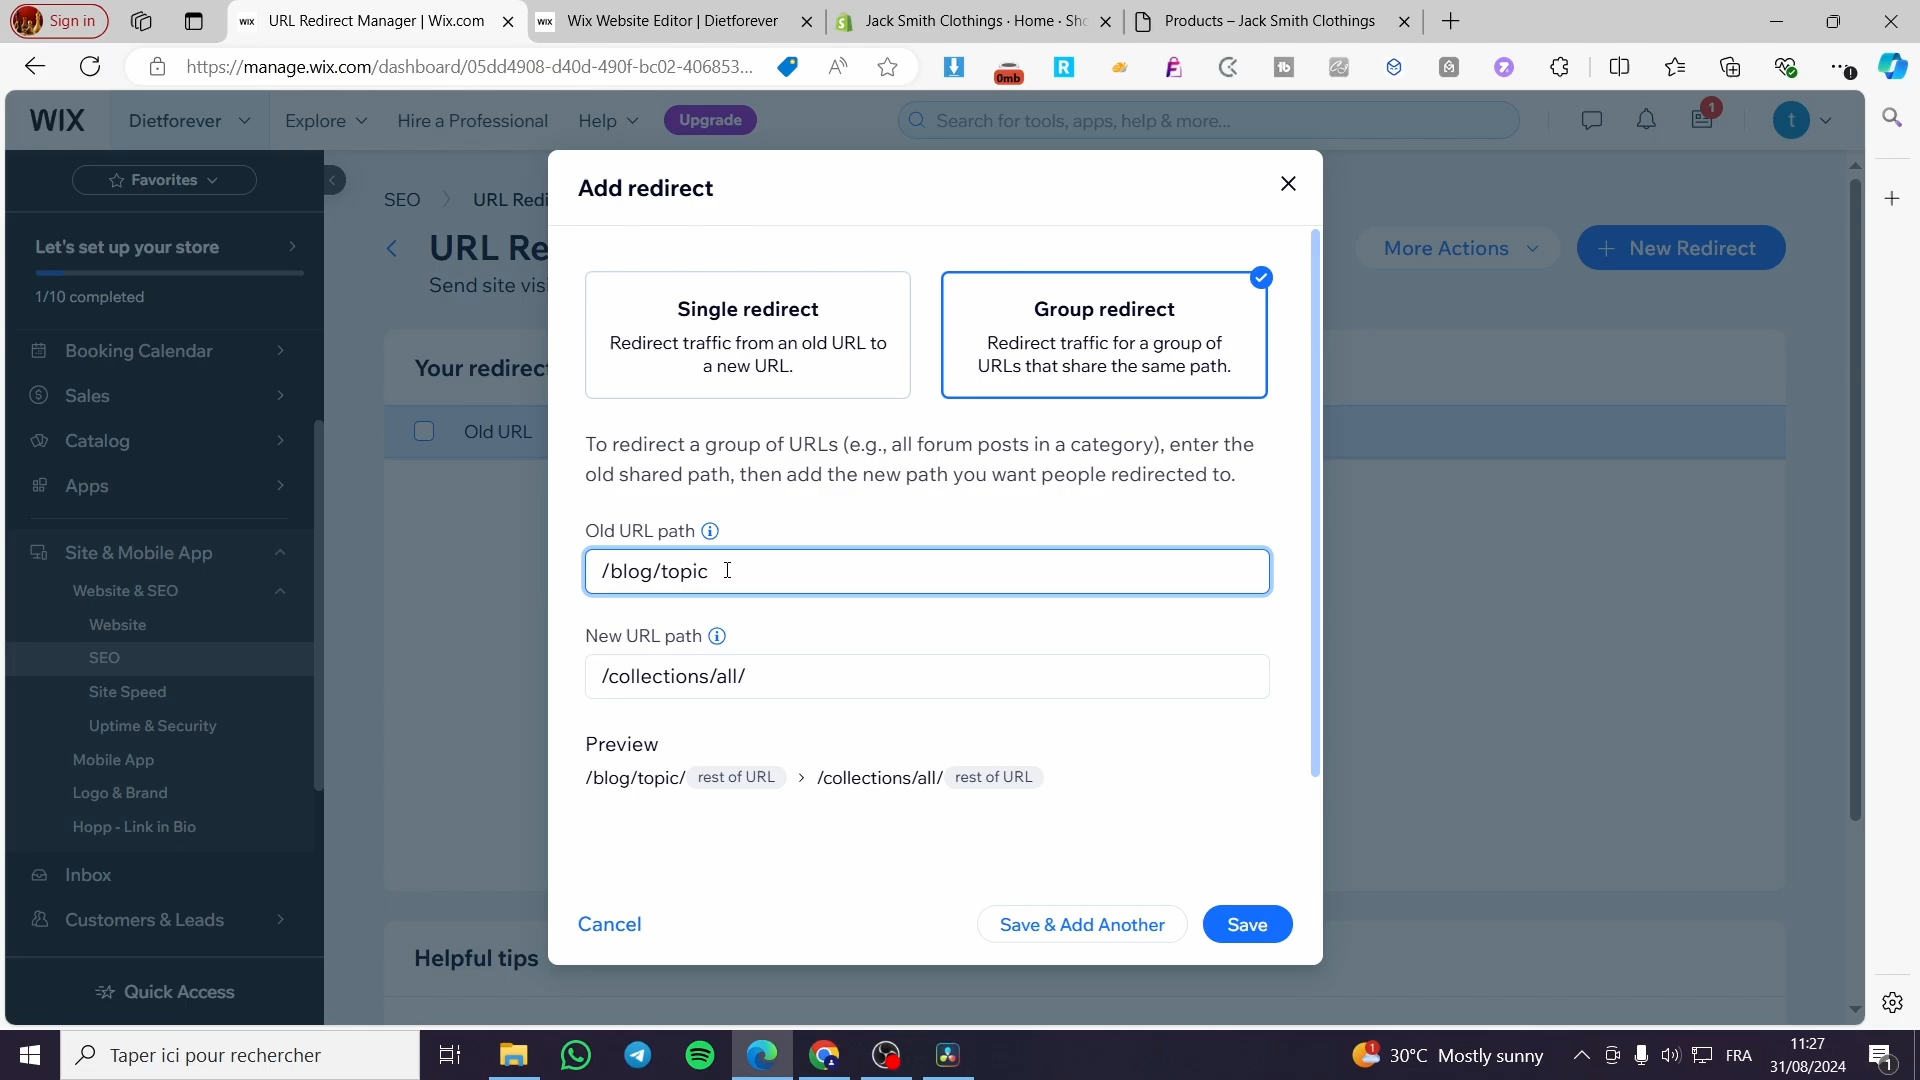 Sign in
WIX URL Redirect Manager | Wix.com
WIX Wix Website Editor | Dietforever
Jack Smith Clothings · Home · Sho
Products – Jack Smith Clothings
https://manage.wix.com/dashboard/05dd4908-d40d-490f-bc02-406853...
0mb
R
WIX
Dietforever
Explore
Hire a Professional
Help
Upgrade
Search for tools, apps, help & more...
1
t
Favorites
Let's set up your store
1/10 completed
Booking Calendar
Sales
Catalog
Apps
Site & Mobile App
Website & SEO
Website
SEO
Site Speed
Uptime & Security
Mobile App
Logo & Brand
Hopp - Link in Bio
Inbox
Customers & Leads
Quick Access
SEO
URL Redi
URL Re
Send site visi
More Actions
New Redirect
Your redirect
Old URL
Helpful tips
Add redirect
Single redirect
Redirect traffic from an old URL to
a new URL.
Group redirect
Redirect traffic for a group of
URLs that share the same path.
To redirect a group of URLs (e.g., all forum posts in a category), enter the
old shared path, then add the new path you want people redirected to.
Old URL path
/blog/topic
New URL path
/collections/all/
Preview
/blog/topic/ rest of URL > /collections/all/ rest of URL
Cancel
Save & Add Another
Save
Taper ici pour rechercher
1
30°C Mostly sunny
FRA
11:27
31/08/2024
1